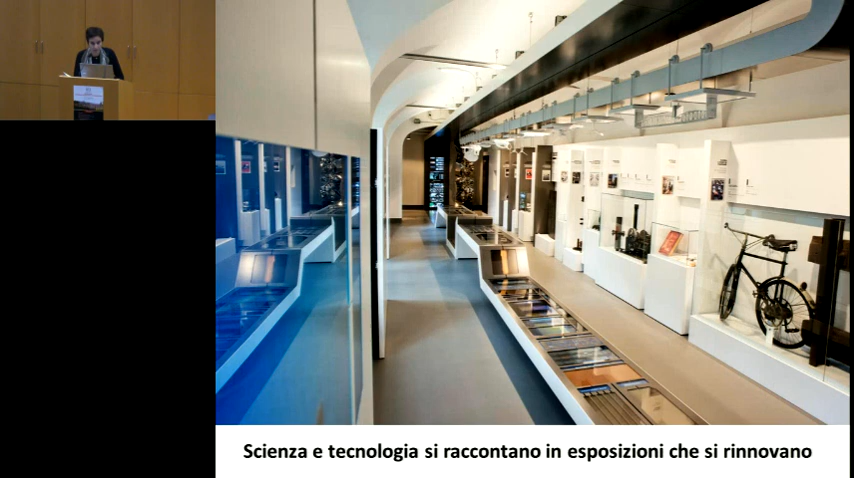 Scienza e tecnologia si raccontano in esposizioni che si rinnovano